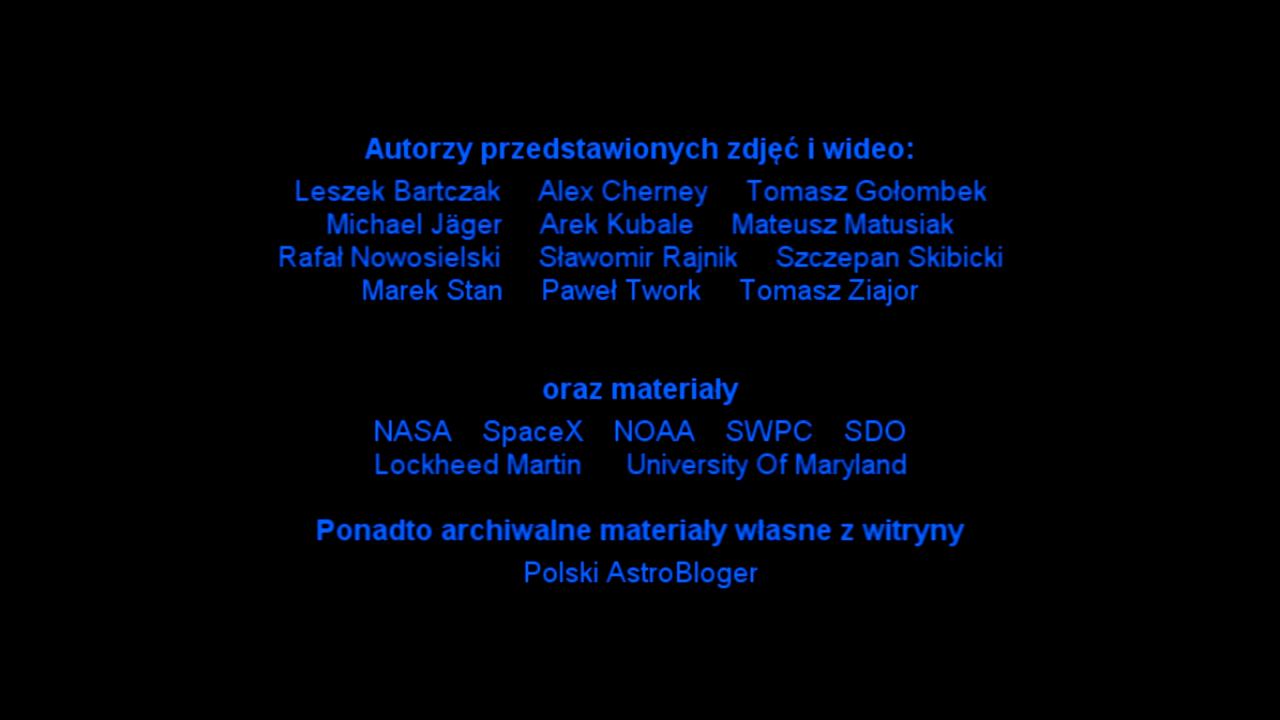 Autorzy przedstawionych zdjęć i wideo:
Leszek Bartczak Alex Cherney Tomasz Gołombek
Michael Jäger Arek Kubale Mateusz Matusiak
Rafał Nowosielski Sławomir Rajnik Szczepan Skibicki
Marek Stan Paweł Twork Tomasz Ziajor
oraz materiały
NASA SpaceX NOAA SWPC SDO
Lockheed Martin University Of Maryland
Ponadto archiwalne materiały własne z witryny
Polski AstroBloger